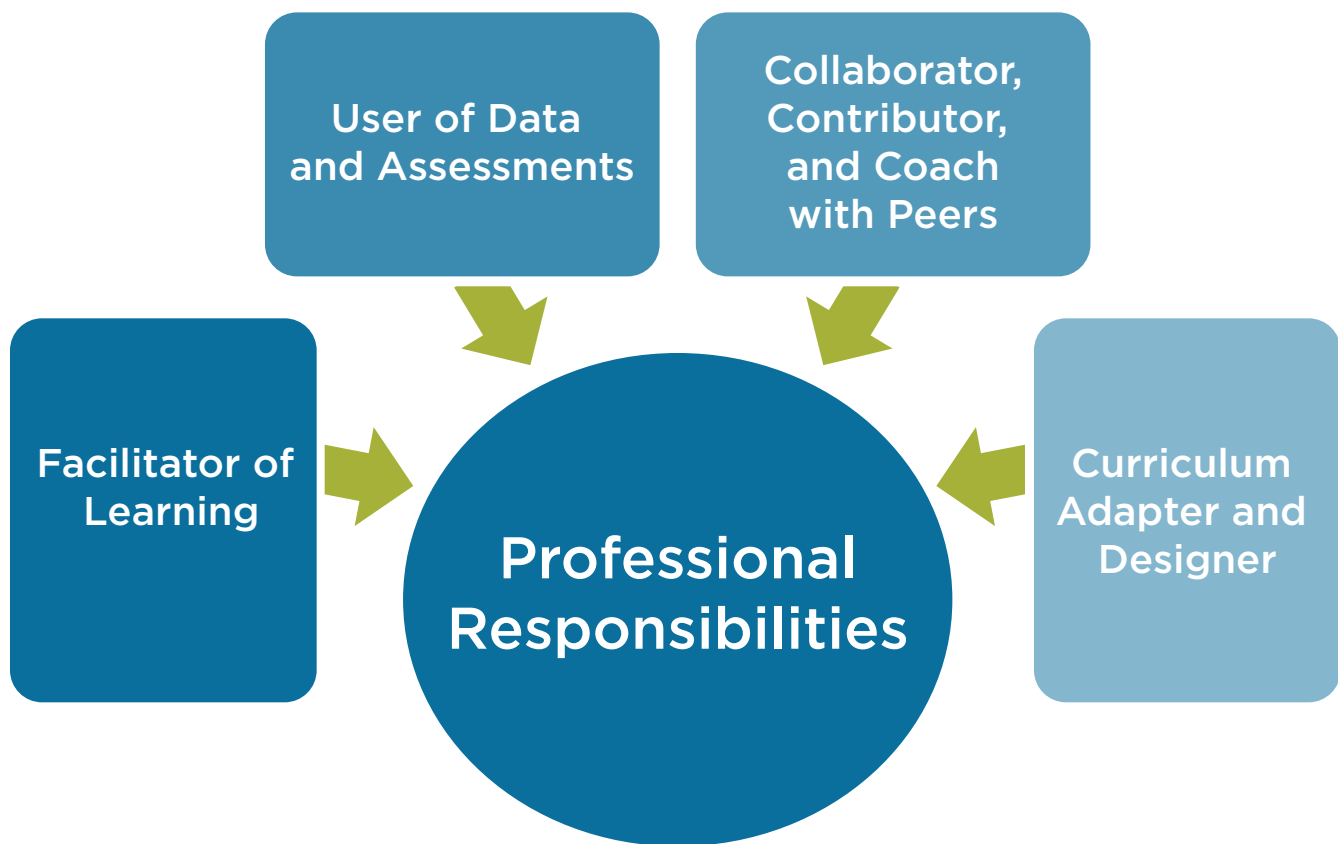 User of Data
and Assessments
Collaborator,
Contributor,
and Coach
with Peers
Facilitator of
Learning
Curriculum
Adapter and
Designer
Professional
Responsibilities